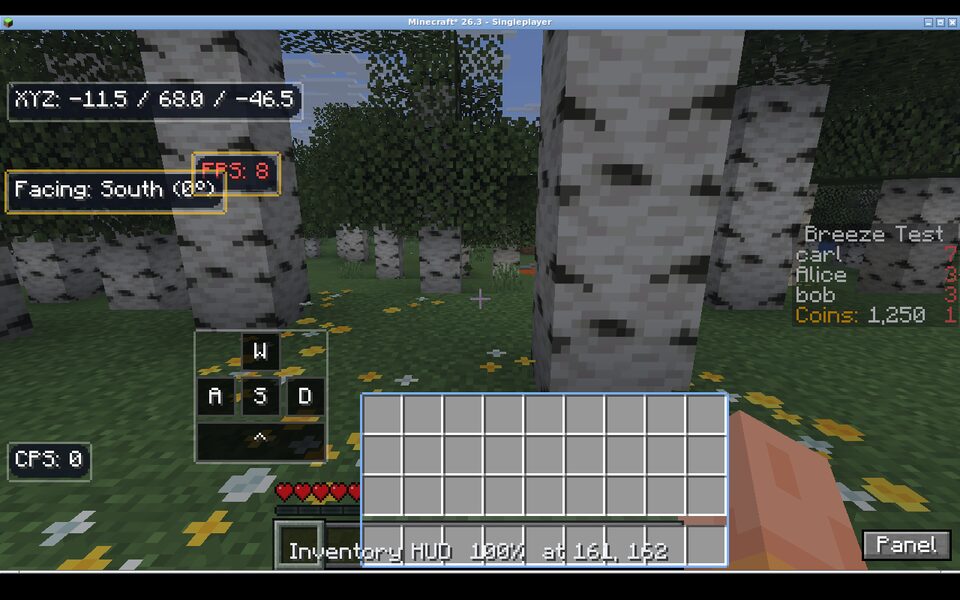 Minecraft* 26.3 - Singleplayer
XYZ: -11.5 / 68.0 / -46.5
FPS: 8
Facing: South (0°)
Breeze Test
carl 7
Alice 3
bob 3
Coins: 1,250 1
W
A S D
^
CPS: 0
Inventory HUD 100% at 161, 162
Panel